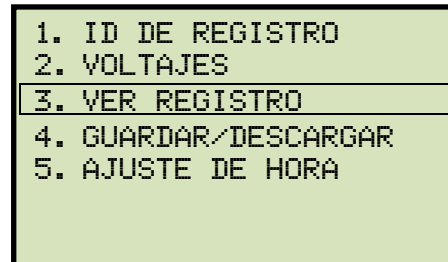 1. ID DE REGISTRO
2. VOLTAJES
3. VER REGISTRO
4. GUARDAR/DESCARGAR
5. AJUSTE DE HORA